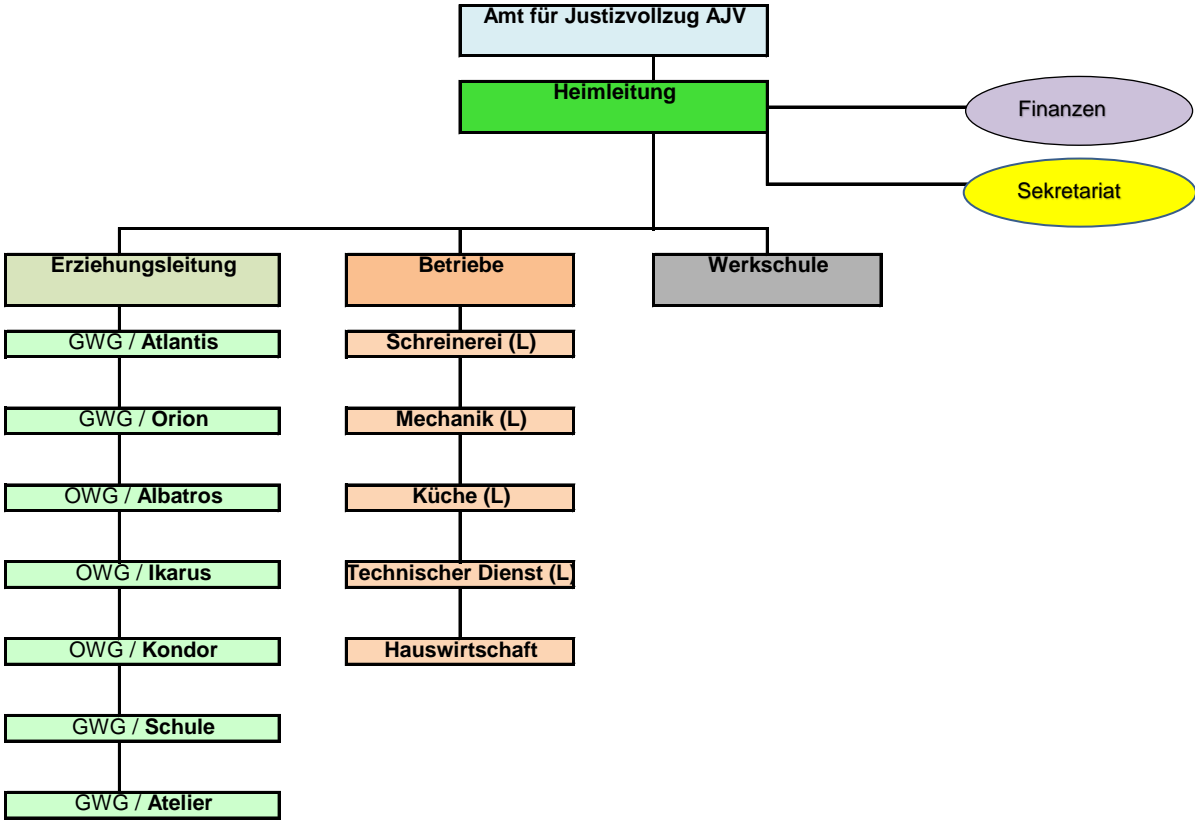 Amt für Justizvollzug AJV
Heimleitung
Finanzen
Sekretariat
Erziehungsleitung
Betriebe
Werkschule
GWG / Atlantis
Schreinerei (L)
GWG / Orion
Mechanik (L)
OWG / Albatros
Küche (L)
OWG / Ikarus
Technischer Dienst (L)
OWG / Kondor
Hauswirtschaft
GWG / Schule
GWG / Atelier